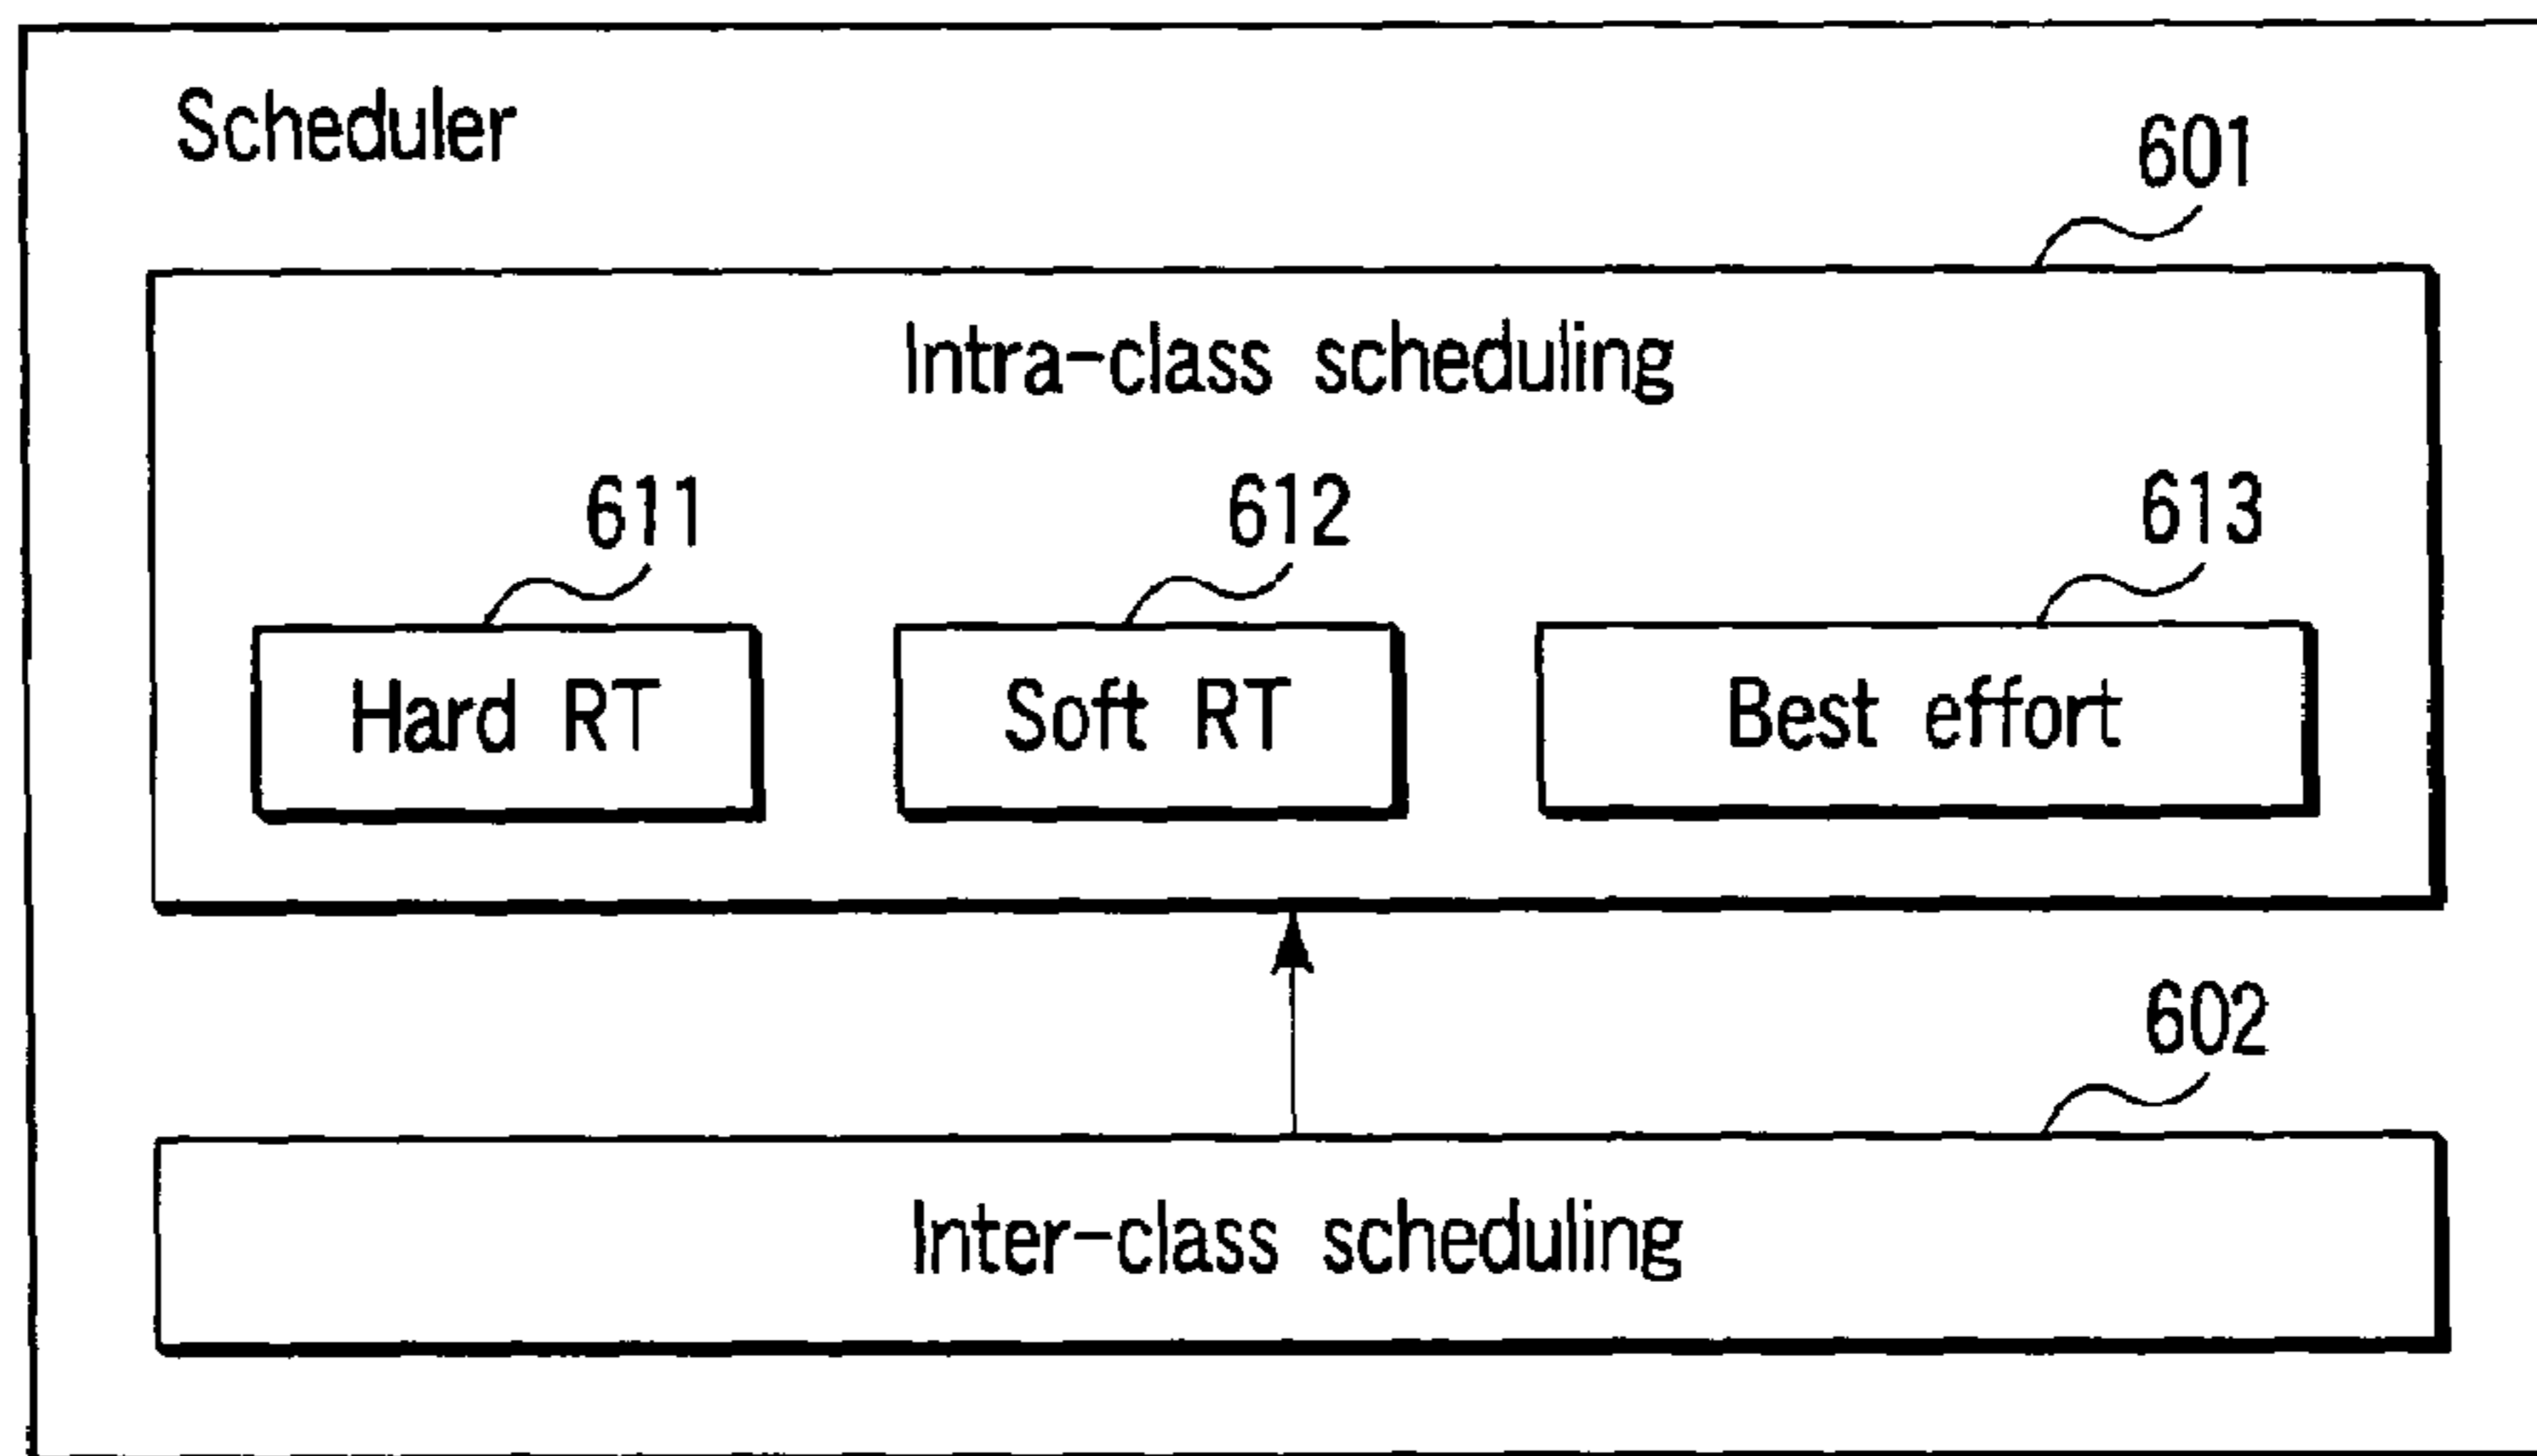 Scheduler
601
Intra-class scheduling
611
612
613
Hard RT
Soft RT
Best effort
602
Inter-class scheduling